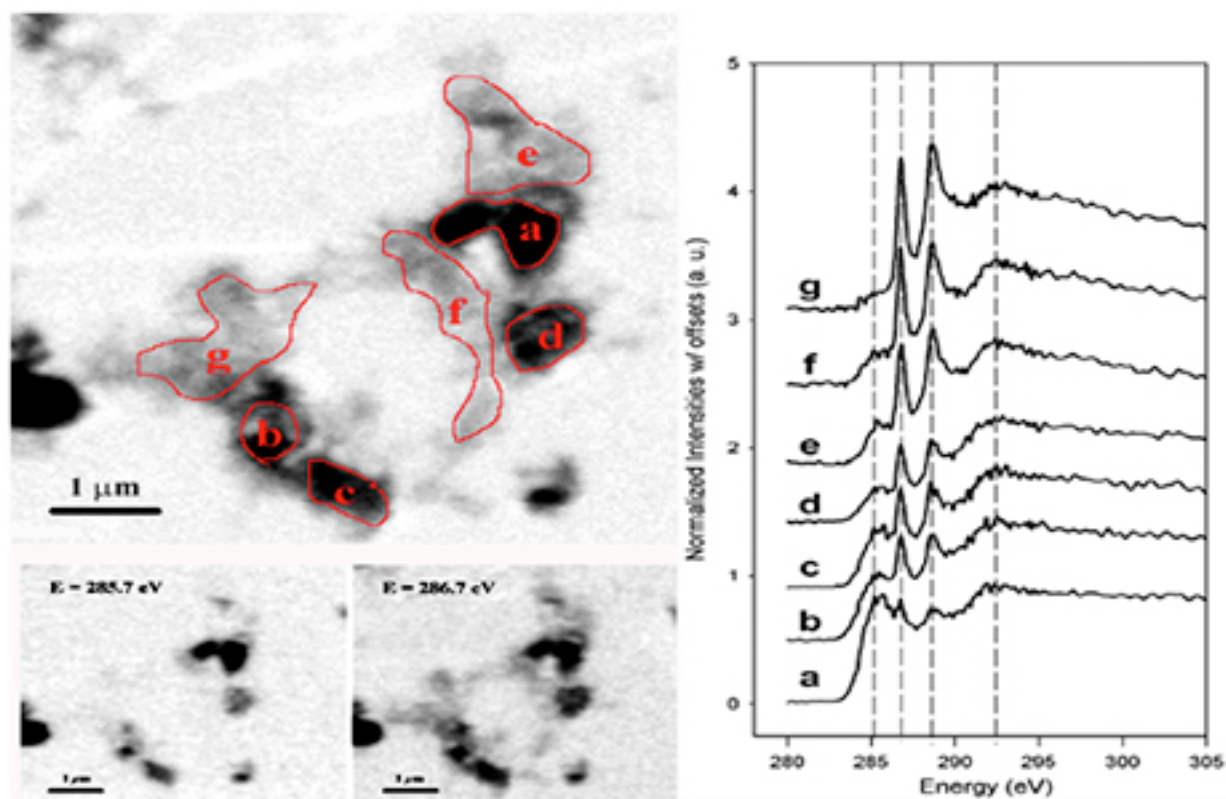 e
a
f
d
g
b
c
1 μm
E = 285.7 eV
1 μm
E = 286.7 eV
1 μm
Normalized Intensities w/ offsets (a. u.)
5
4
3
2
1
0
g
f
e
d
c
b
a
280 285 290 295 300 305
Energy (eV)